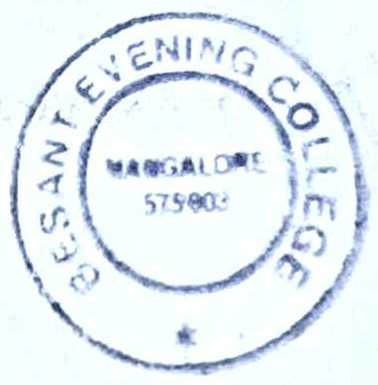 BESANT EVENING COLLEGE
MANGALORE
575003
*